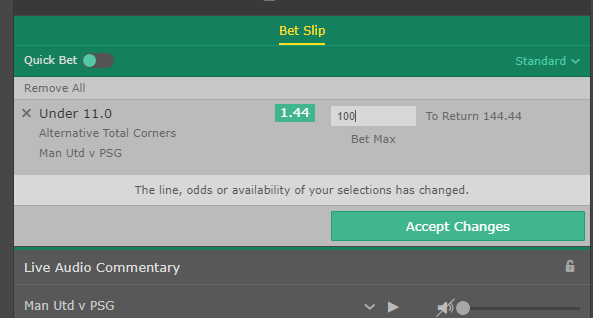 Bet Slip
Quick Bet
Standard
Remove All
Under 11.0 1.44 100 To Return 144.44
Alternative Total Corners
Bet Max
Man Utd v PSG
The line, odds or availability of your selections has changed.
Accept Changes
Live Audio Commentary
Man Utd v PSG